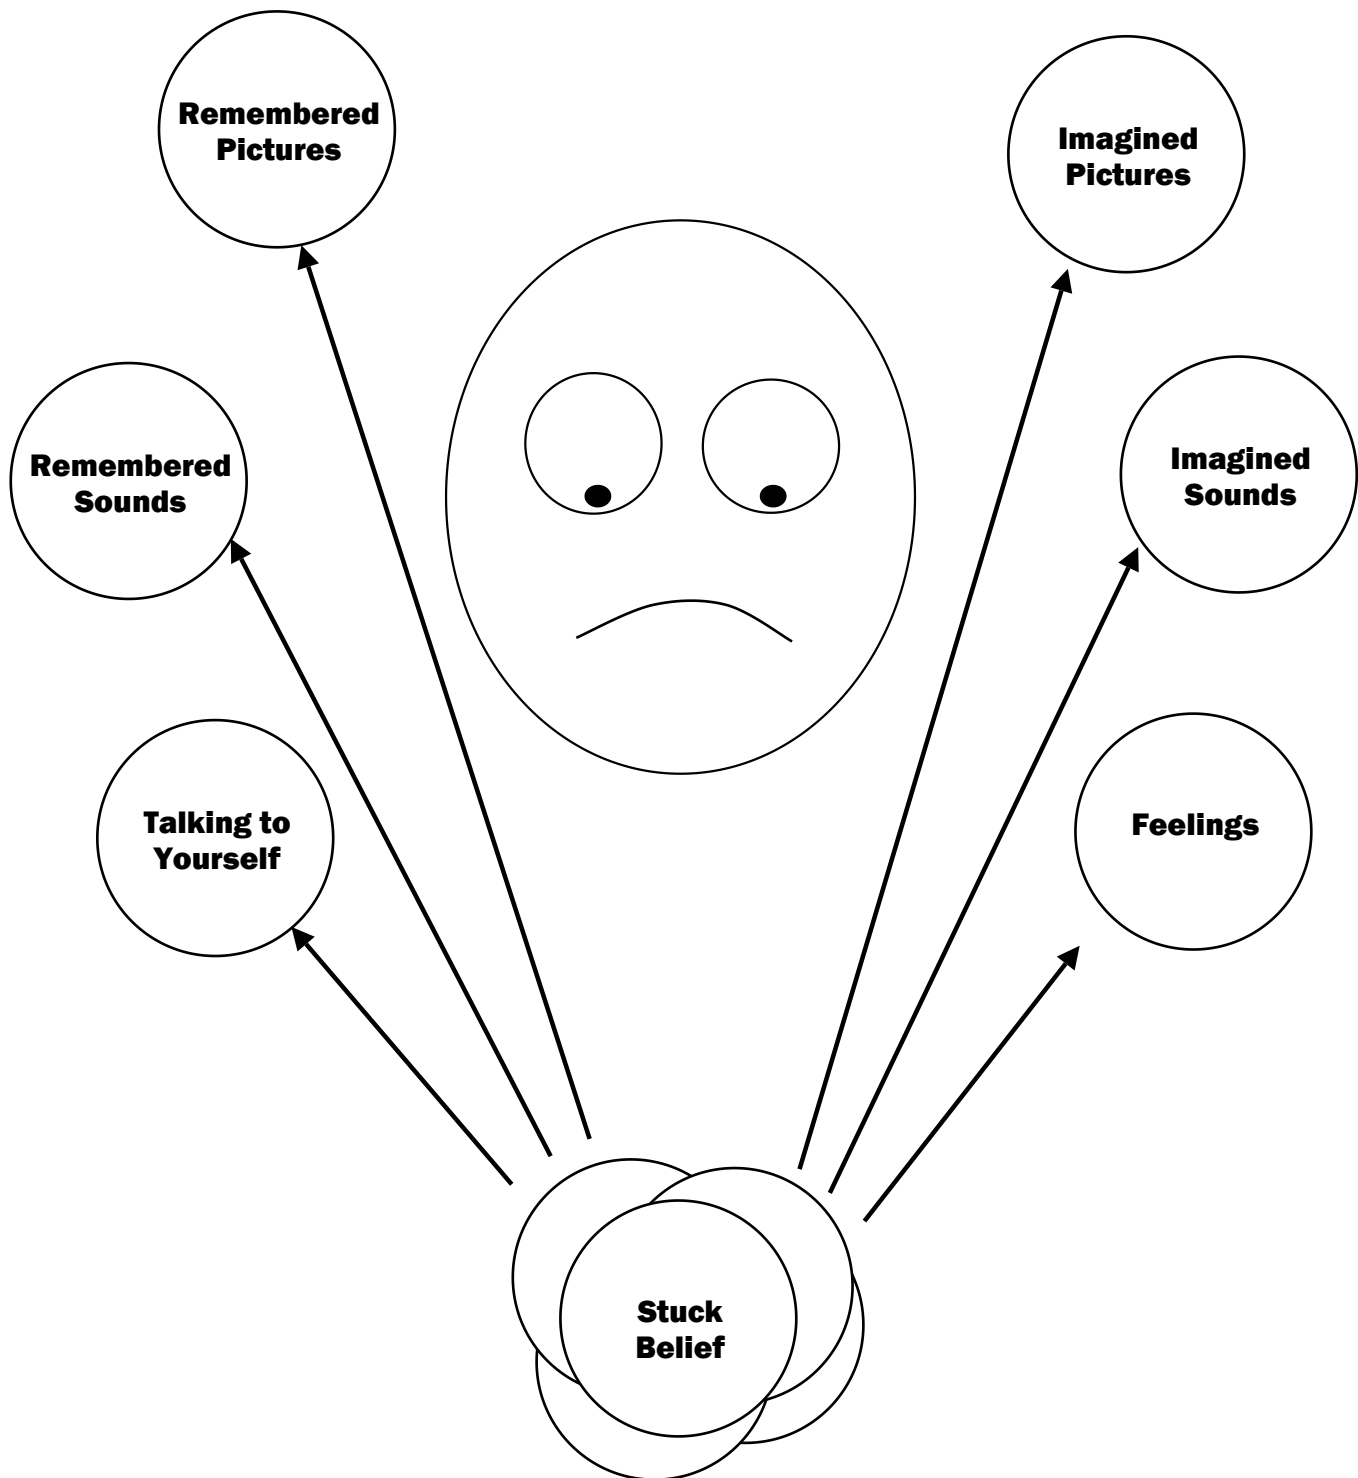 Remembered
Pictures
Imagined
Pictures
Remembered
Sounds
Imagined
Sounds
Talking to
Yourself
Feelings
Stuck
Belief